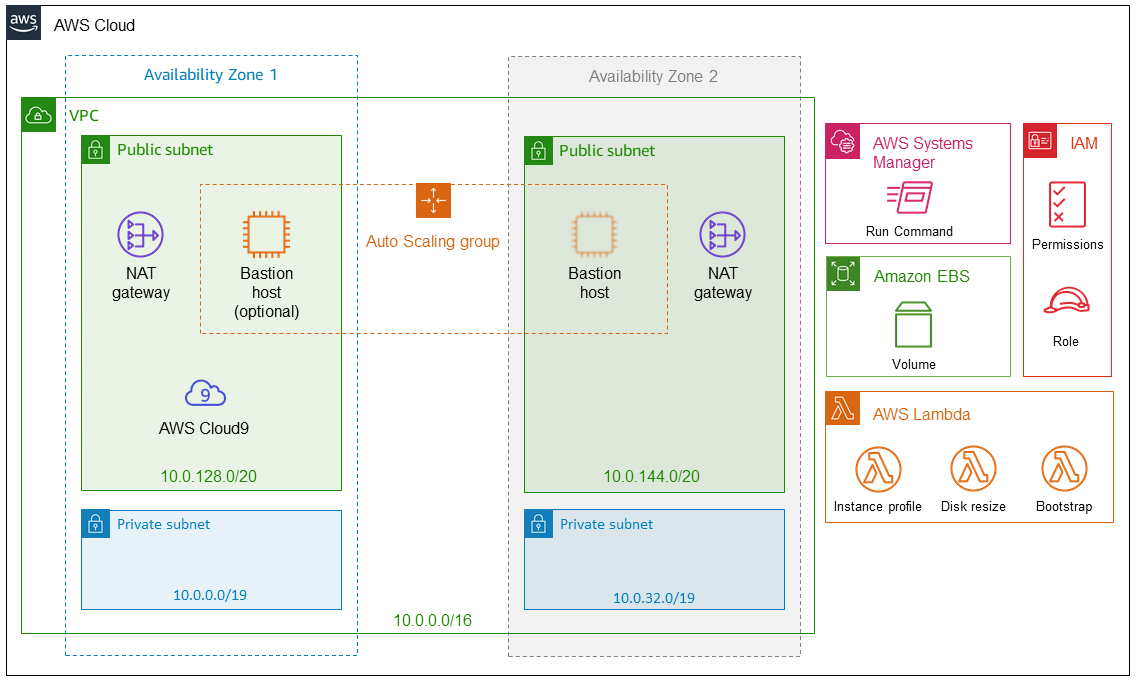 aws
AWS Cloud
Availability Zone 1
Availability Zone 2
VPC
Public subnet
NAT
gateway
Bastion
host
(optional)
Auto Scaling group
9
AWS Cloud9
10.0.128.0/20
Private subnet
10.0.0.0/19
Public subnet
Bastion
host
NAT
gateway
10.0.144.0/20
Private subnet
10.0.32.0/19
10.0.0.0/16
AWS Systems
Manager
Run Command
IAM
Permissions
Role
Amazon EBS
Volume
AWS Lambda
Instance profile
Disk resize
Bootstrap